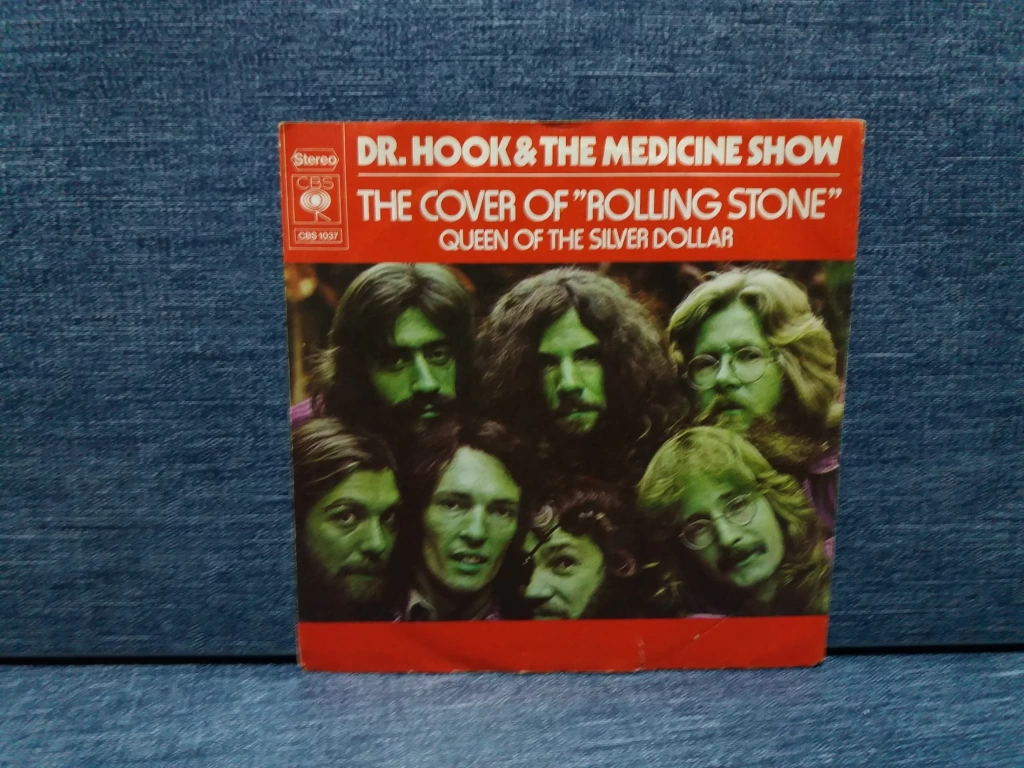 DR. HOOK & THE MEDICINE SHOW
THE COVER OF "ROLLING STONE"
QUEEN OF THE SILVER DOLLAR
Stereo
CBS
CBS 1037